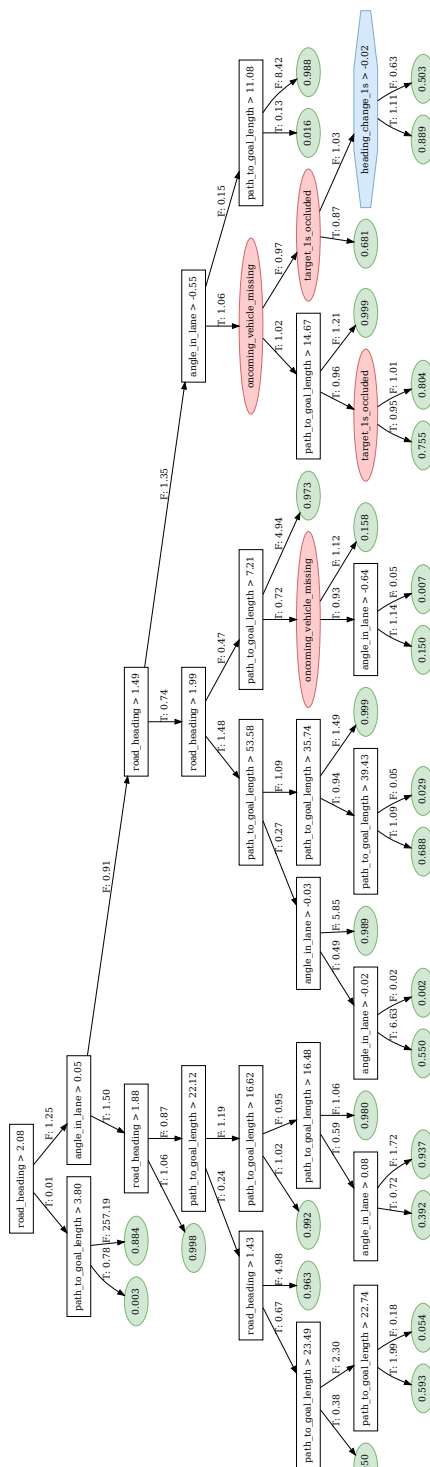 road_heading > 2.08
T: 0.01 F: 1.25
path_to_goal_length > 3.80 angle_in_lane > 0.05
T: 0.78 F: 257.19 T: 1.50 F: 0.91
0.003 0.884 road_heading > 1.88 road_heading > 1.49
T: 1.06 F: 0.87 T: 0.74 F: 1.35
0.998 path_to_goal_length > 22.12 road_heading > 1.99 angle_in_lane > -0.55
T: 0.24 F: 1.19 T: 1.48 F: 0.47 T: 1.06 F: 0.15
road_heading > 1.43 path_to_goal_length > 16.62 path_to_goal_length > 53.58 path_to_goal_length > 7.21 oncoming_vehicle_missing path_to_goal_length > 11.08
T: 0.67 F: 4.98 T: 1.02 F: 0.95 T: 0.27 F: 1.09 T: 0.72 F: 4.94 T: 1.02 F: 0.97 T: 0.13 F: 8.42
path_to_goal_length > 23.49 0.963 0.992 path_to_goal_length > 16.48 angle_in_lane > -0.03 path_to_goal_length > 35.74 oncoming_vehicle_missing 0.973 path_to_goal_length > 14.67 target_1s_occluded 0.016 0.988
T: 0.38 F: 2.30 T: 0.59 F: 1.06 T: 0.49 F: 5.85 T: 0.94 F: 1.49 T: 0.93 F: 1.12 T: 0.96 F: 1.21 T: 0.87 F: 1.03
path_to_goal_length > 22.74 angle_in_lane > 0.08 0.980 angle_in_lane > -0.02 0.989 path_to_goal_length > 39.43 0.999 angle_in_lane > -0.64 0.158 target_1s_occluded 0.999 0.681 heading_change_1s > -0.02
T: 1.99 F: 0.18 T: 0.72 F: 1.72 T: 6.63 F: 0.02 T: 1.09 F: 0.05 T: 1.14 F: 0.05 T: 0.95 F: 1.01 T: 1.11 F: 0.63
0.593 0.054 0.392 0.937 0.550 0.002 0.688 0.029 0.150 0.007 0.755 0.804 0.889 0.503